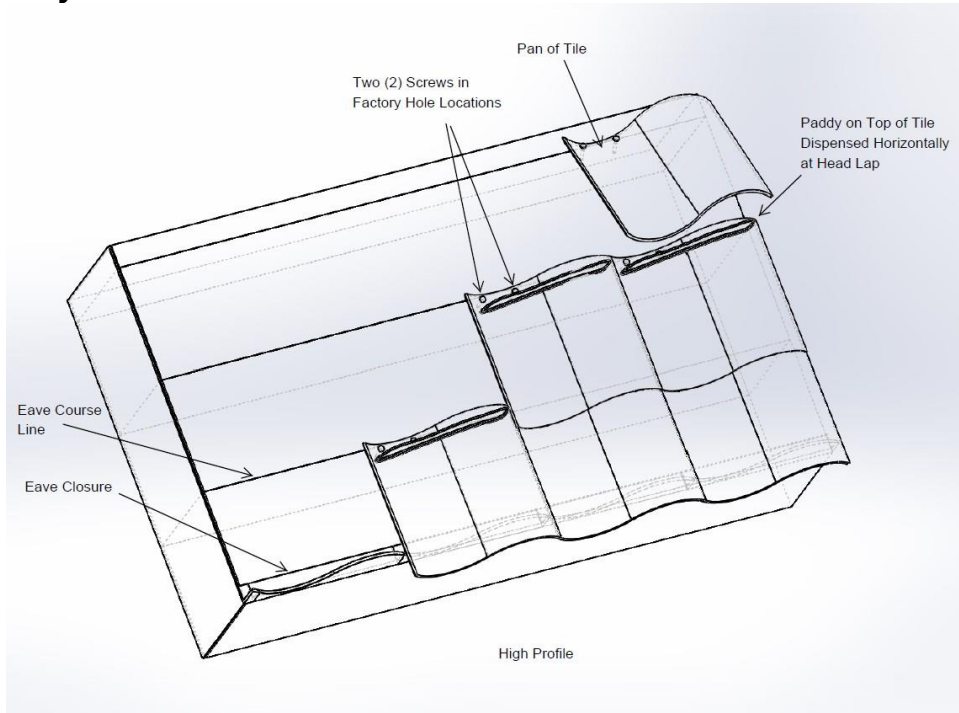 Pan of Tile
Two (2) Screws in
Factory Hole Locations
Paddy on Top of Tile
Dispensed Horizontally
at Head Lap
Eave Course
Line
Eave Closure
High Profile